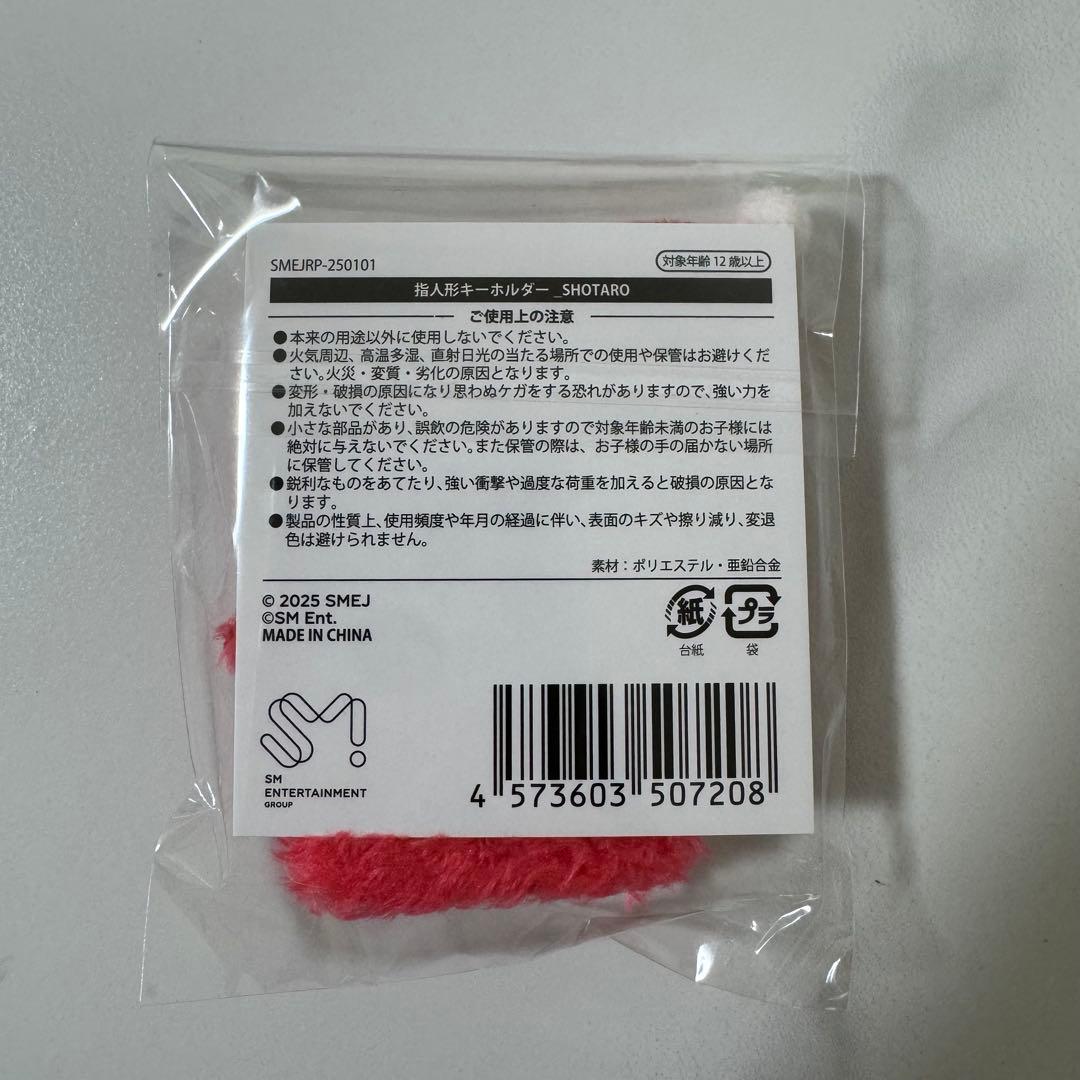 SMEJRP-250101
対象年齢 12 歳以上
指人形キーホルダー _SHOTARO
ご使用上の注意
●本来の用途以外に使用しないでください。
●火気周辺、高温多湿、直射日光の当たる場所での使用や保管はお避けくだ
さい。火災・変質・劣化の原因となります。
●変形・破損の原因になり思わぬケガをする恐れがありますので、強い力を
加えないでください。
●小さな部品があり、誤飲の危険がありますので対象年齢未満のお子様には
絶対に与えないでください。また保管の際は、お子様の手の届かない場所
に保管してください。
●鋭利なものをあてたり、強い衝撃や過度な荷重を加えると破損の原因とな
ります。
●製品の性質上、使用頻度や年月の経過に伴い、表面のキズや擦り減り、変退
色は避けられません。
素材：ポリエステル・亜鉛合金
© 2025 SMEJ
©SM Ent.
MADE IN CHINA
紙 プラ
台紙 袋
SM
SM
ENTERTAINMENT
GROUP
4 573603 507208